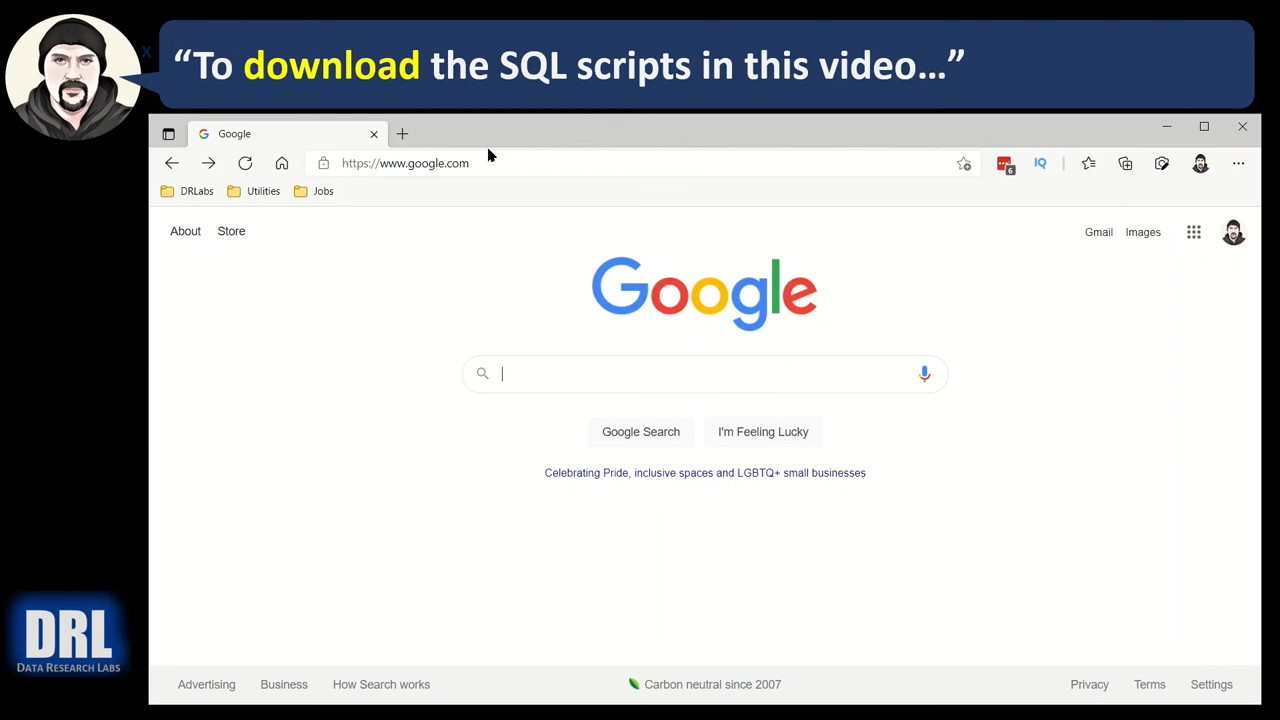 “To download the SQL scripts in this video…”
x
Google
https://www.google.com
6
IQ
DRLabs Utilities Jobs
About Store
Gmail Images
Google
Google Search I'm Feeling Lucky
Celebrating Pride, inclusive spaces and LGBTQ+ small businesses
DRL
DATA RESEARCH LABS
Advertising Business How Search works
Carbon neutral since 2007
Privacy Terms Settings